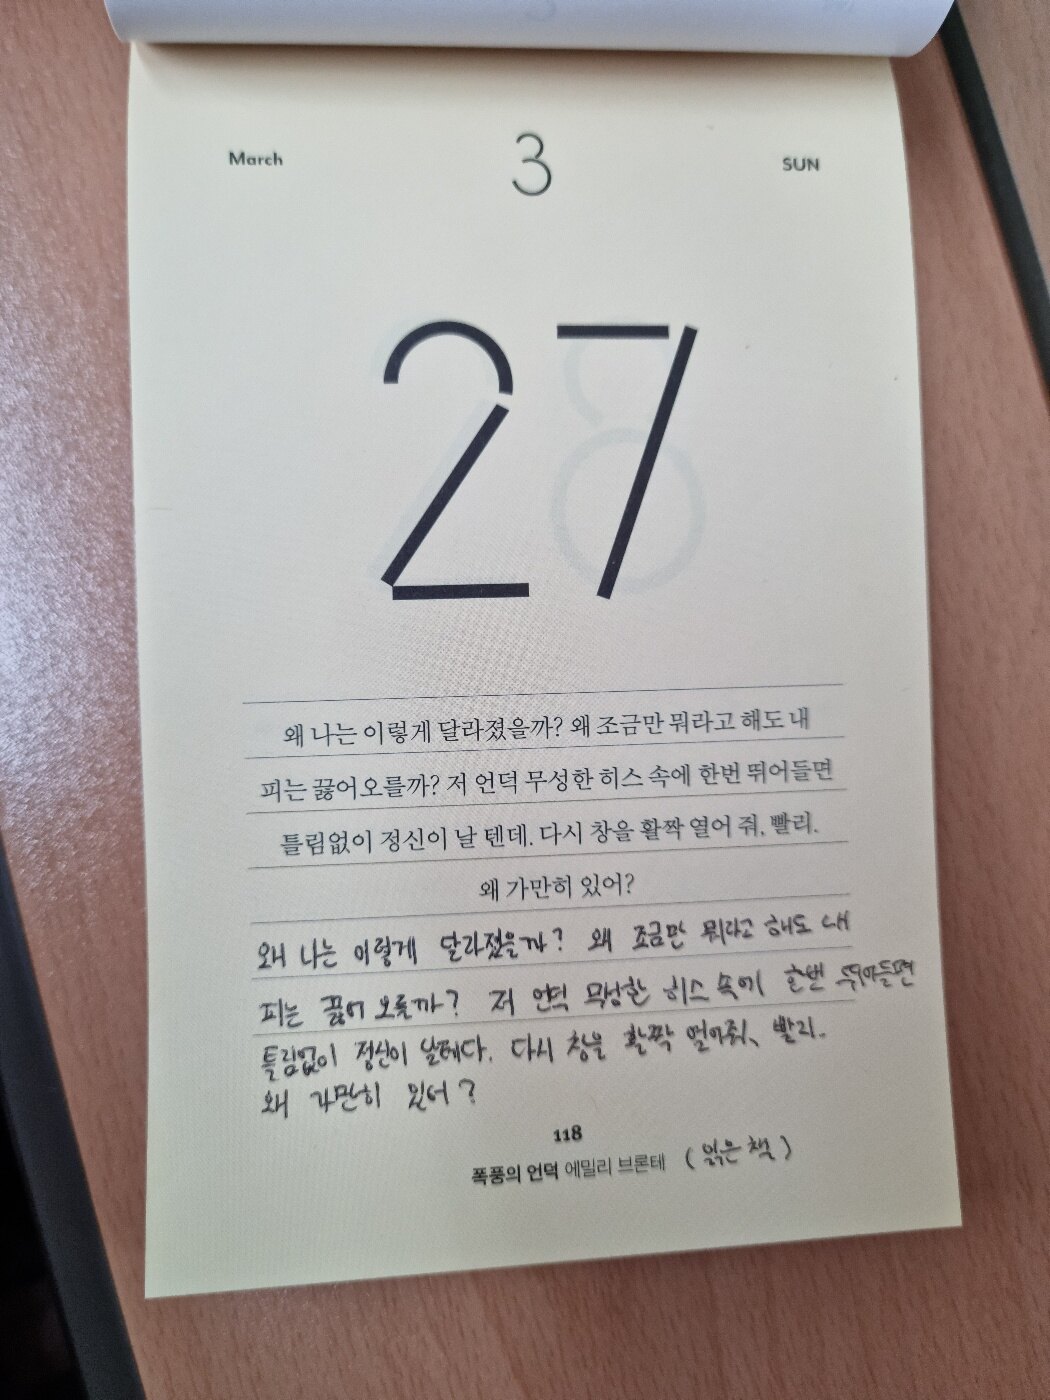 March 3 SUN
27
왜 나는 이렇게 달라졌을까? 왜 조금만 뭐라고 해도 내
피는 끓어오를까? 저 언덕 무성한 히스 속에 한번 뛰어들면
틀림없이 정신이 날 텐데. 다시 창을 활짝 열어 줘, 빨리.
왜 가만히 있어?
왜 나는 이렇게 달라졌을까? 왜 조금만 뭐라고 해도 내
피는 끓어오를까? 저 언덕 무성한 히스 속에 한번 뛰어들면
틀림없이 정신이 날테다. 다시 창을 활짝 열어줘, 빨리.
왜 가만히 있어?
118
폭풍의 언덕 에밀리 브론테 (읽은 책)